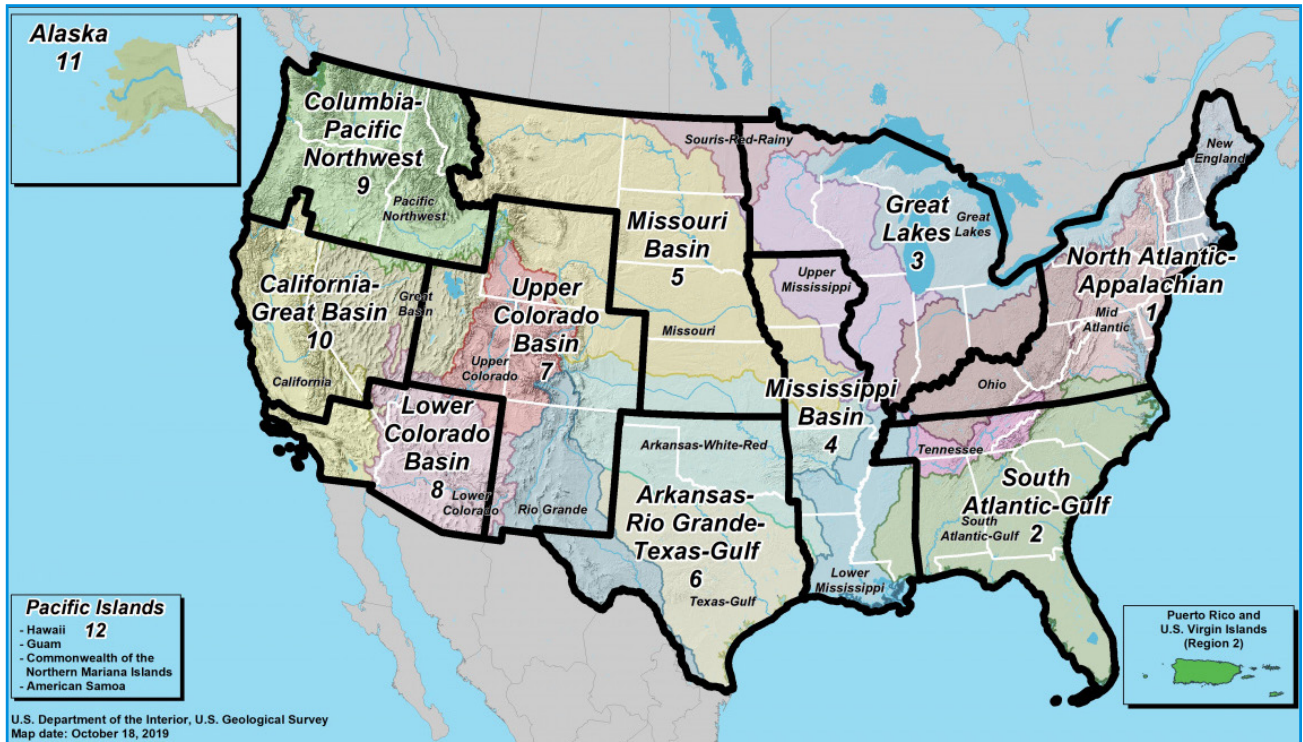 Alaska
11
Columbia-
Pacific
Northwest
9
Pacific
Northwest
Souris-Red-Rainy
Missouri
Basin
5
Missouri
Great
Lakes
3
Great
Lakes
New
England
North Atlantic-
Appalachian
1
Mid
Atlantic
California-
Great Basin
10
Great
Basin
California
Upper
Colorado
Basin
7
Upper
Colorado
Upper
Mississippi
Mississippi
Basin
4
Ohio
Lower
Colorado
Basin
8
Lower
Colorado
Rio Grande
Arkansas-White-Red
Arkansas-
Rio Grande-
Texas-Gulf
6
Texas-Gulf
Lower
Mississippi
Tennessee
South
Atlantic-Gulf
2
South
Atlantic-Gulf
Pacific Islands
12
- Hawaii
- Guam
- Commonwealth of the
Northern Mariana Islands
- American Samoa
Puerto Rico and
U.S. Virgin Islands
(Region 2)
U.S. Department of the Interior, U.S. Geological Survey
Map date: October 18, 2019